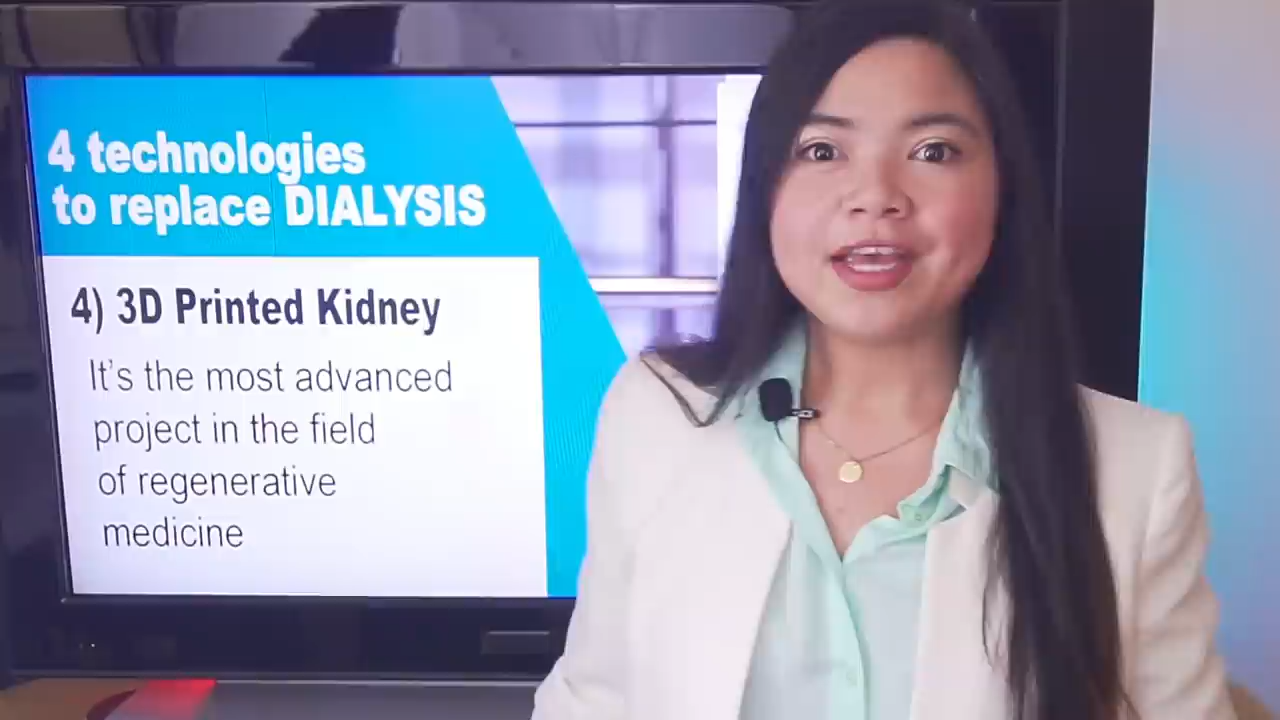 4 technologies
to replace DIALYSIS
4) 3D Printed Kidney
It's the most advanced
project in the field
of regenerative
medicine